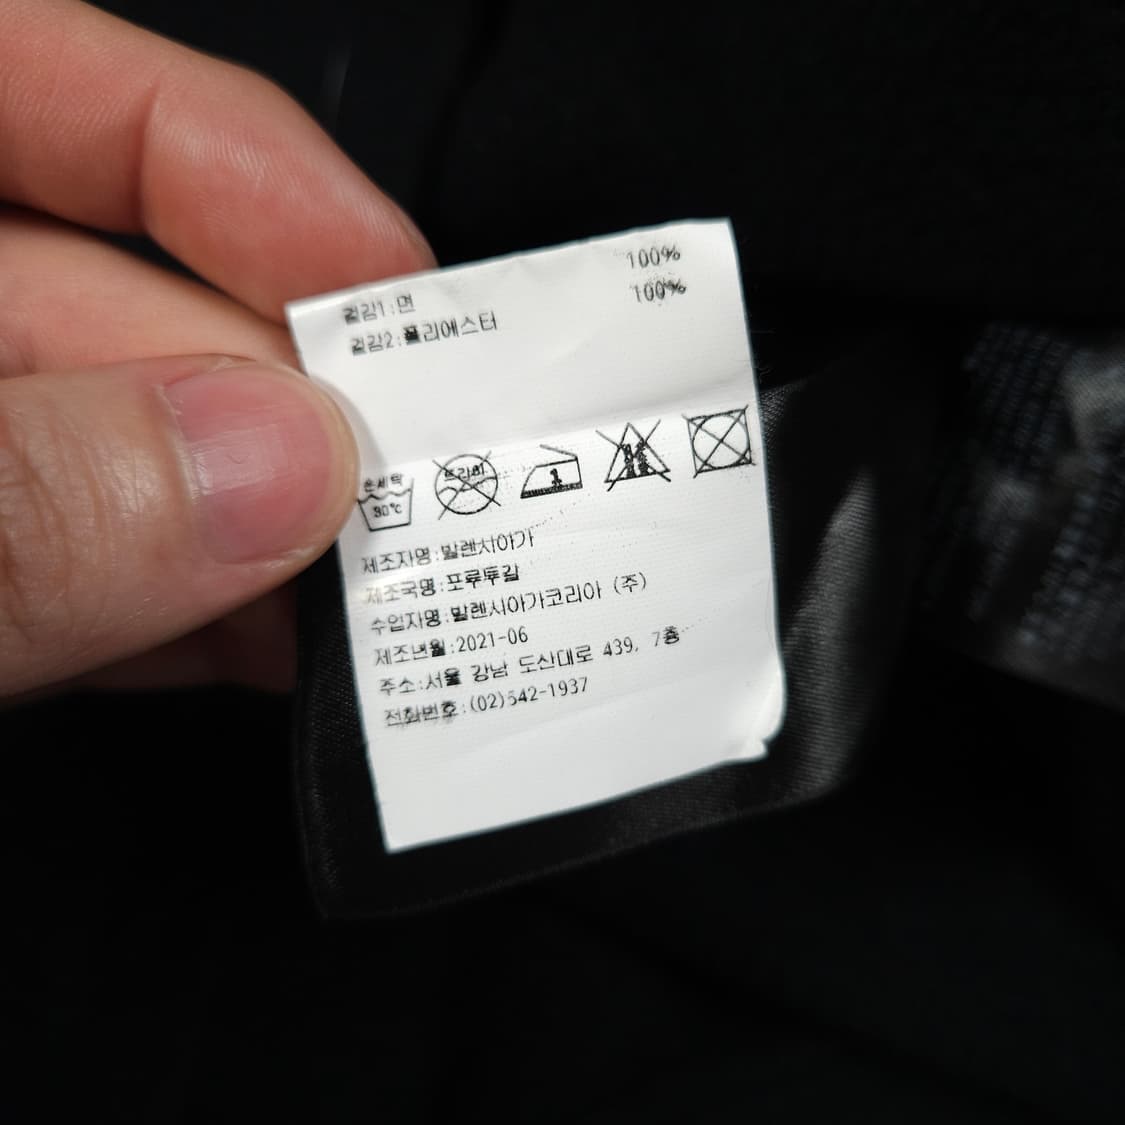 겉감1:면 100%
겉감2:폴리에스터 100%
손세탁 30℃ 드라이 1
제조자명:발렌시아가
제조국명:포루투갈
수입자명:발렌시아가코리아 (주)
제조년월:2021-06
주소:서울 강남 도산대로 439, 7층
전화번호:(02)542-1937